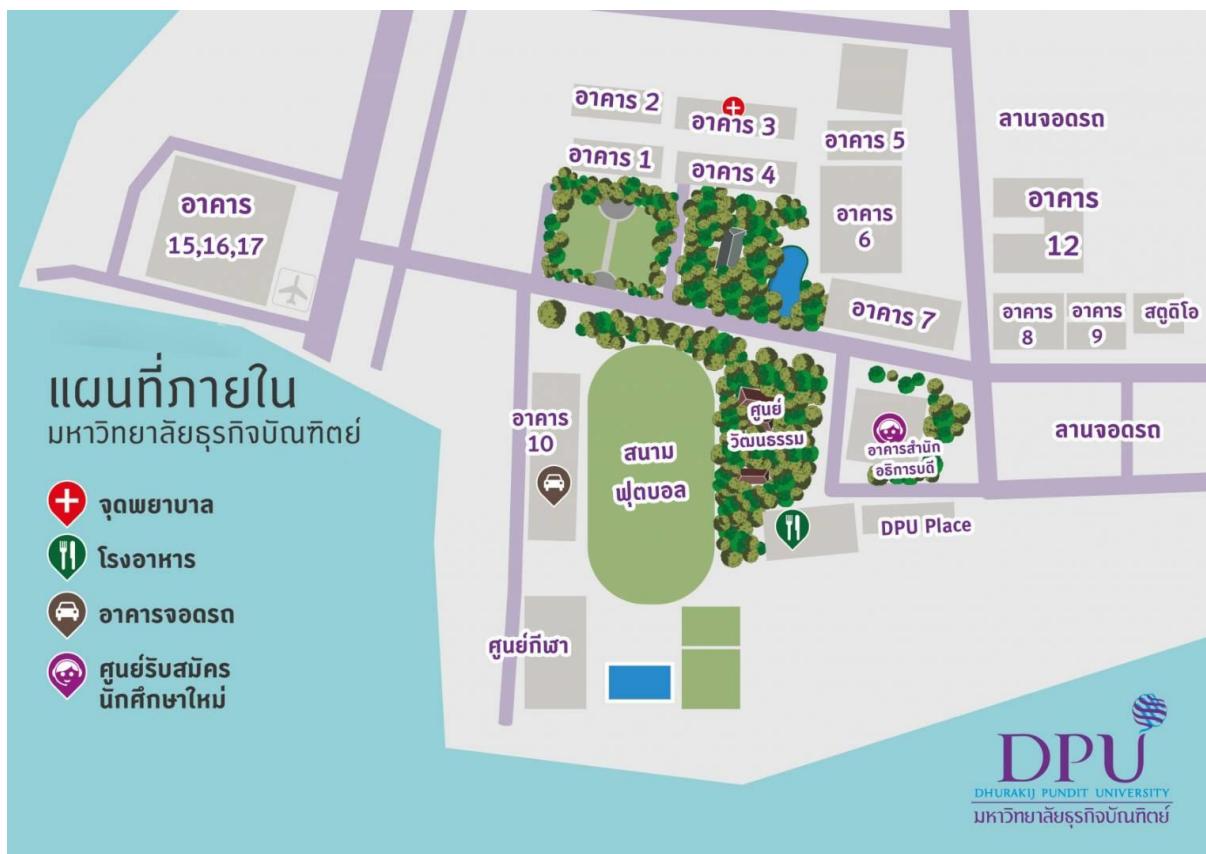 อาคาร 2
อาคาร 3
อาคาร 5
ลานจอดรถ
อาคาร 1
อาคาร 4
อาคาร
15,16,17
อาคาร
6
อาคาร
12
อาคาร 7
อาคาร
8
อาคาร
9
สตูดิโอ
แผนที่ภายใน
มหาวิทยาลัยธุรกิจบัณฑิตย์
จุดพยาบาล
โรงอาหาร
อาคารจอดรถ
ศูนย์รับสมัคร
นักศึกษาใหม่
อาคาร
10
สนาม
ฟุตบอล
ศูนย์
วัฒนธรรม
อาคารสำนัก
อธิการบดี
ลานจอดรถ
DPU Place
ศูนย์กีฬา
DPU
DHURAKIJ PUNDIT UNIVERSITY
มหาวิทยาลัยธุรกิจบัณฑิตย์